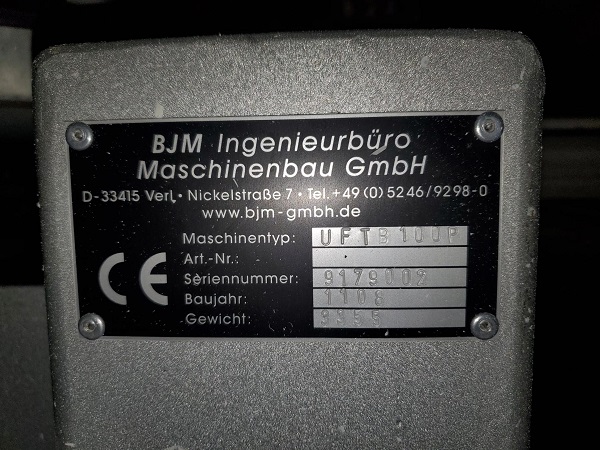 BJM Ingenieurbüro
Maschinenbau GmbH
D-33415 Verl • Nickelstraße 7 • Tel. +49 (0) 5246/9298-0
www.bjm-gmbh.de
Maschinentyp: UFTB100P
Art.-Nr.:
Seriennummer: 9179002
Baujahr:
Gewicht:
CE